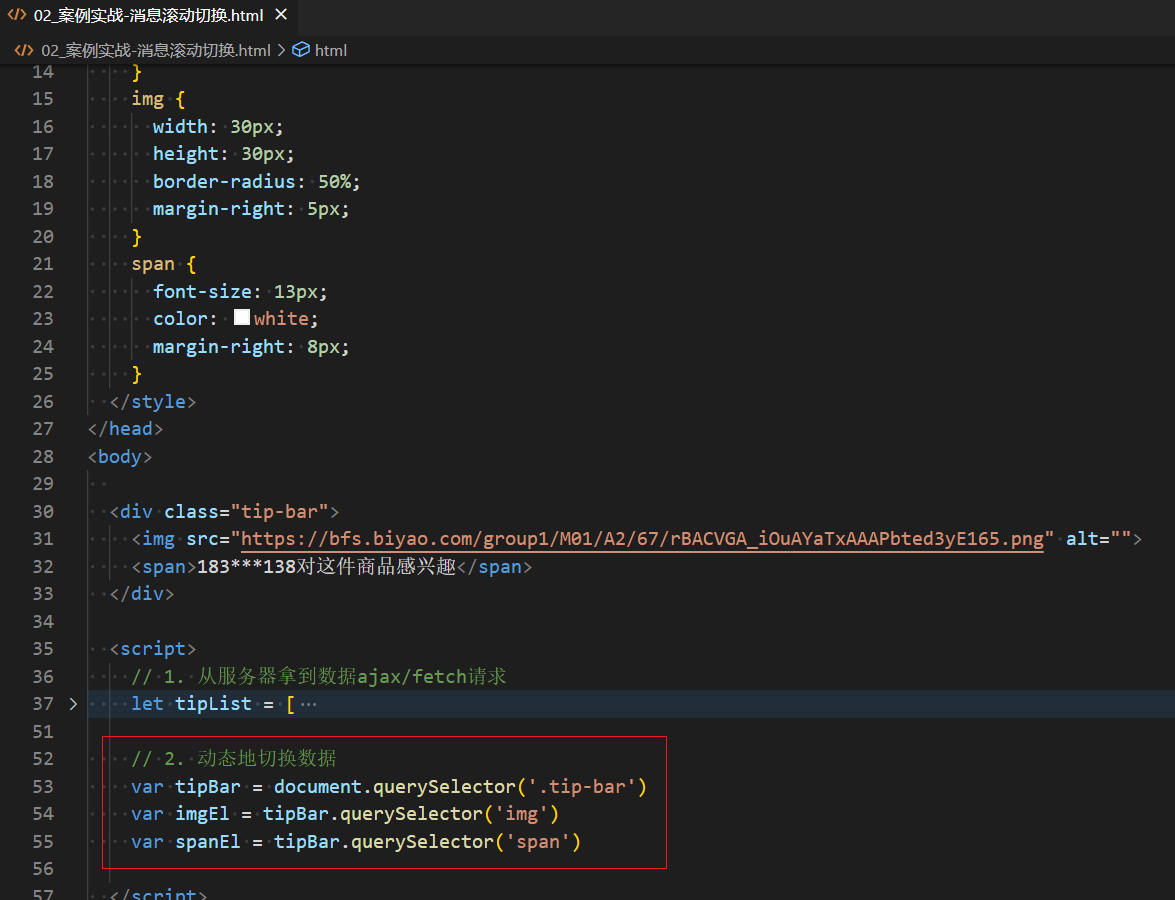 02_案例实战-消息滚动切换.html
02_案例实战-消息滚动切换.html > html
14 }
15 img {
16 width: 30px;
17 height: 30px;
18 border-radius: 50%;
19 margin-right: 5px;
20 }
21 span {
22 font-size: 13px;
23 color: white;
24 margin-right: 8px;
25 }
26 </style>
27 </head>
28 <body>
29
30 <div class="tip-bar">
31 <img src="https://bfs.biyao.com/group1/M01/A2/67/rBACVGA_iOuAYaTxAAAPbted3yE165.png" alt="">
32 <span>183***138对这件商品感兴趣</span>
33 </div>
34
35 <script>
36 // 1. 从服务器拿到数据ajax/fetch请求
37 let tipList = [ ···
51
52 // 2. 动态地切换数据
53 var tipBar = document.querySelector('.tip-bar')
54 var imgEl = tipBar.querySelector('img')
55 var spanEl = tipBar.querySelector('span')
56
57 </script>